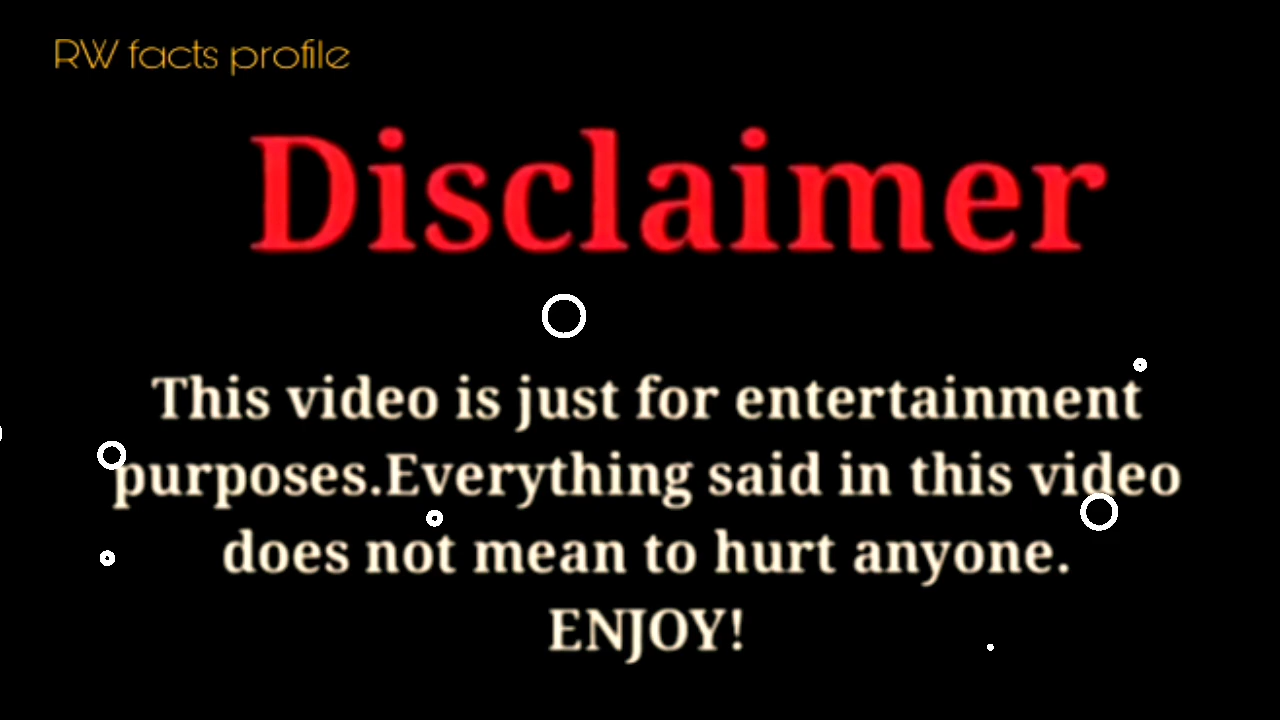 RW facts profile
Disclaimer
This video is just for entertainment
purposes.Everything said in this video
does not mean to hurt anyone.
ENJOY!